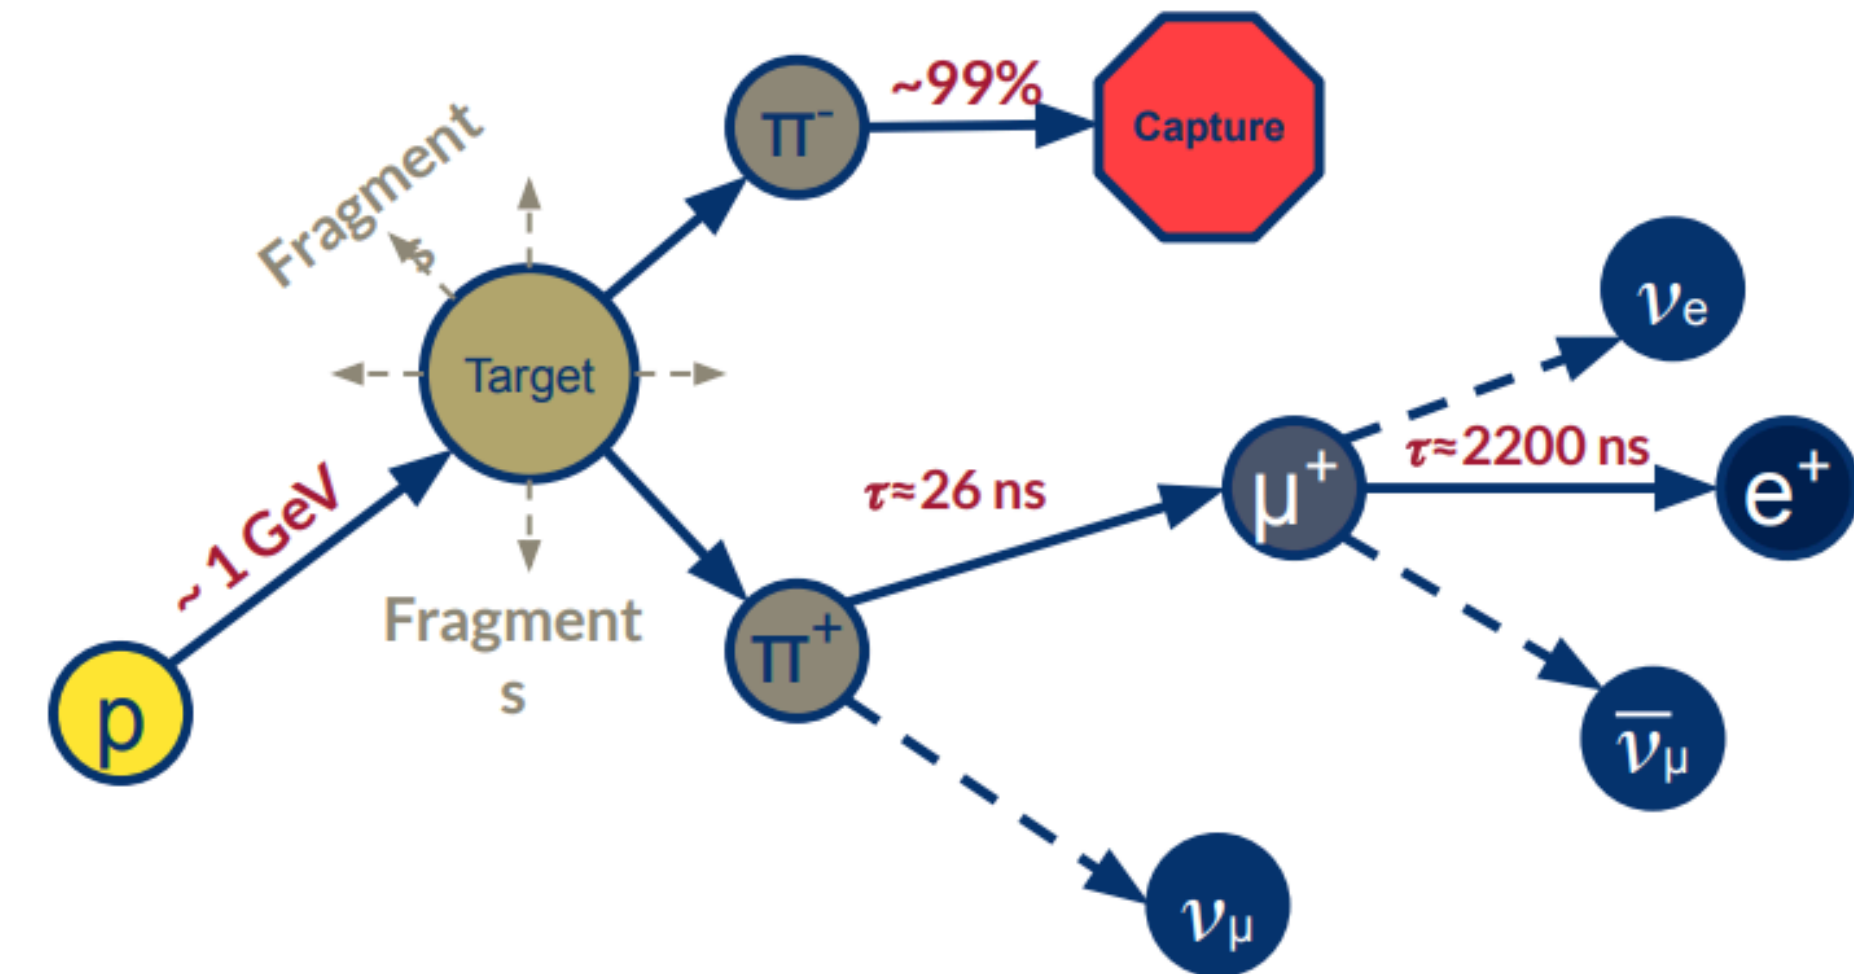 π⁻
~99%
Capture
Fragment
s
νe
Target
τ≈2200 ns
τ≈26 ns
μ⁺
e⁺
~ 1 GeV
Fragment
s
π⁺
p
ν̅μ
νμ